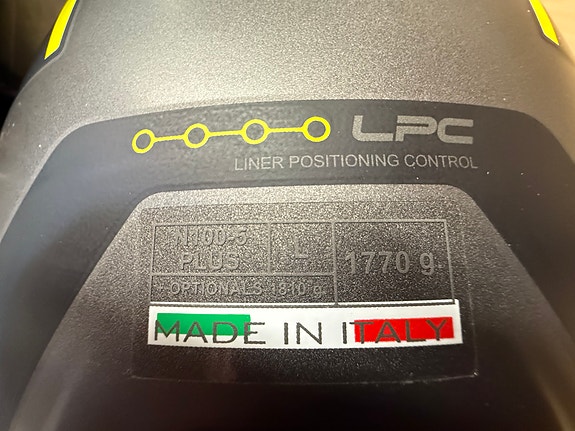 LPC
LINER POSITIONING CONTROL
N100-5 PLUS
L
1770 g
OPTIONALS 1810 g
MADE IN ITALY